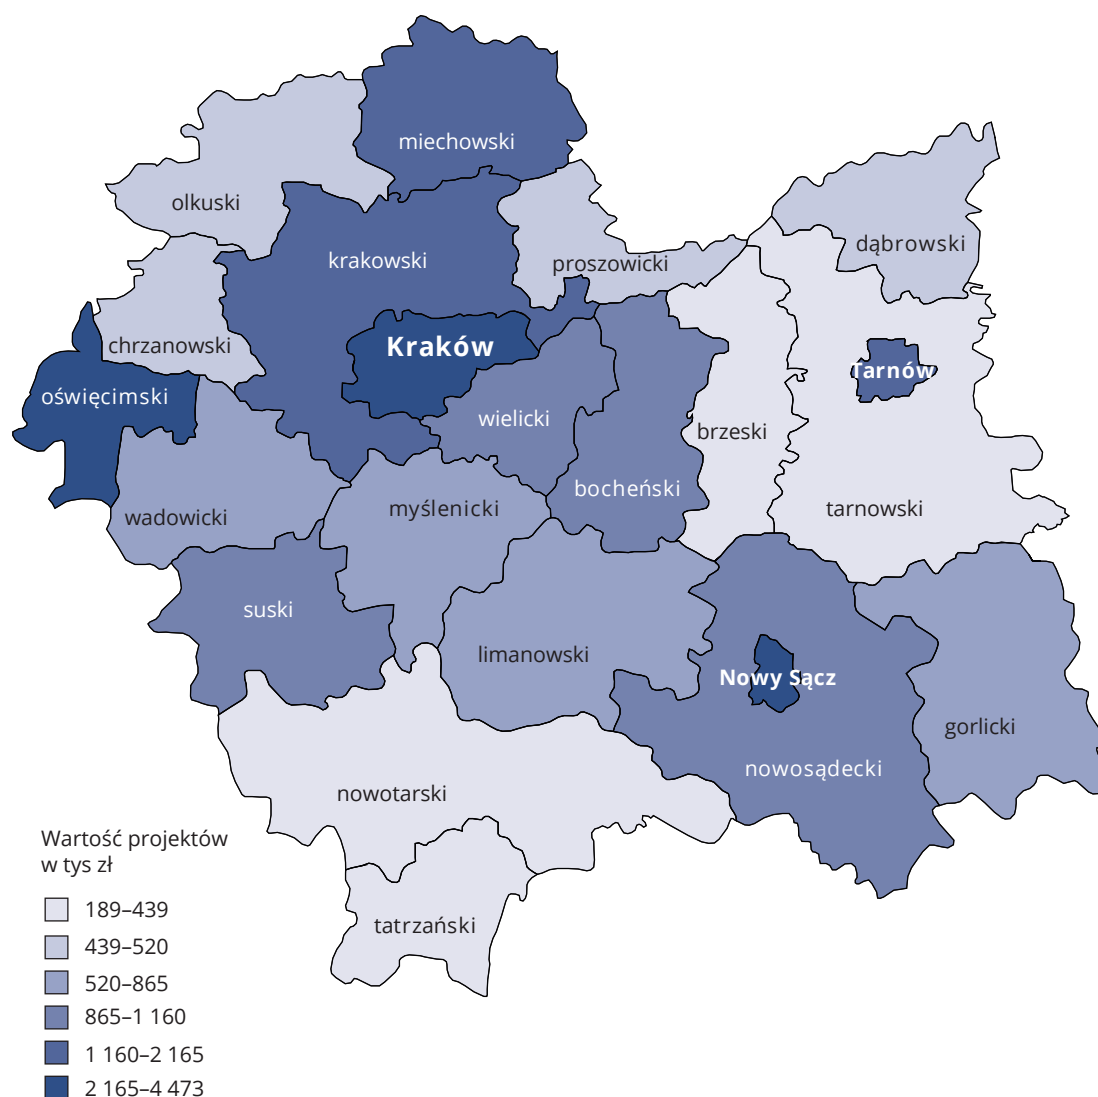 miechowski
olkuski
dąbrowski
krakowski
proszowicki
chrzanowski
Kraków
Tarnów
oświęcimski
wielicki
brzeski
bocheński
myślenicki
tarnowski
wadowicki
suski
limanowski
Nowy Sącz
gorlicki
nowosądecki
nowotarski
tatrzański
Wartość projektów
w tys zł
189–439
439–520
520–865
865–1 160
1 160–2 165
2 165–4 473